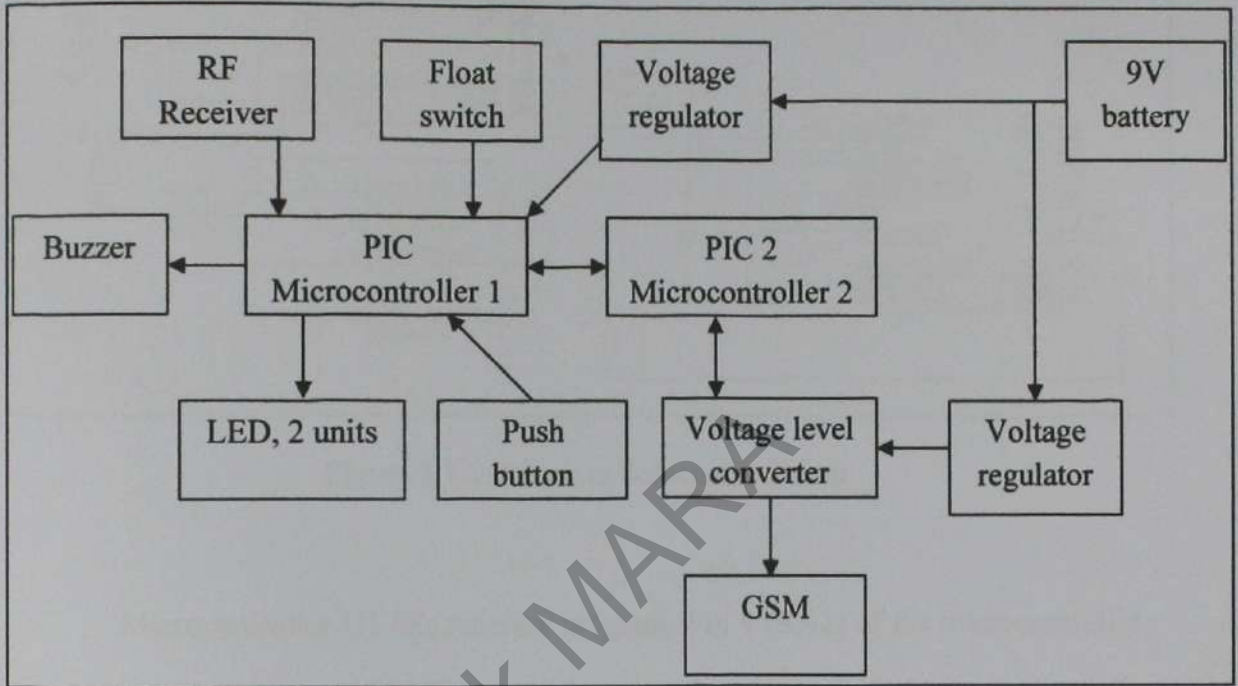 RF
Receiver
Float
switch
Voltage
regulator
9V
battery
Buzzer
PIC
Microcontroller 1
PIC 2
Microcontroller 2
LED, 2 units
Push
button
Voltage level
converter
Voltage
regulator
GSM
k MARA